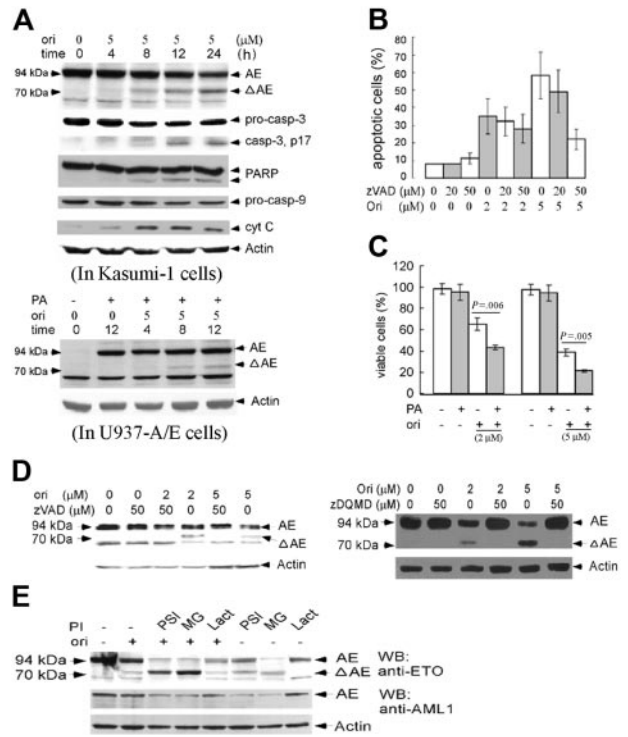 A
ori 0 5 5 5 5 (μM)
time 0 4 8 12 24 (h)
94 kDa AE
70 kDa △AE
pro-casp-3
casp-3, p17
PARP
pro-casp-9
cyt C
Actin
(In Kasumi-1 cells)
PA - + + + +
ori 0 0 5 5 5
time 0 12 4 8 12
94 kDa AE
73 kDa △AE
Actin
(In U937-A/E cells)
B
apoptotic cells (%)
80
70
60
50
40
30
20
10
0
zVAD (μM) 0 20 50 0 20 50 0 20 50
Ori (μM) 0 0 0 2 2 2 5 5 5
C
viable cells (%)
120
100
80
60
40
20
0
P=.006
P=.005
PA - + - + - + - +
ori - - + + - - + +
(2 μM) (5 μM)
D
ori (μM) 0 0 2 2 5 5
zVAD (μM) 0 50 50 0 50 0
94 kDa AE
70 kDa △AE
Actin
Ori (μM) 0 0 2 2 5 5
zDQMD (μM) 0 50 0 50 0 50
94 kDa AE
70 kDa △AE
Actin
E
PI - - PSI MG Lact PSI MG Lact
ori - + + + + - - -
94 kDa AE WB:
70 kDa △AE anti-ETO
AE WB:
anti-AML1
Actin